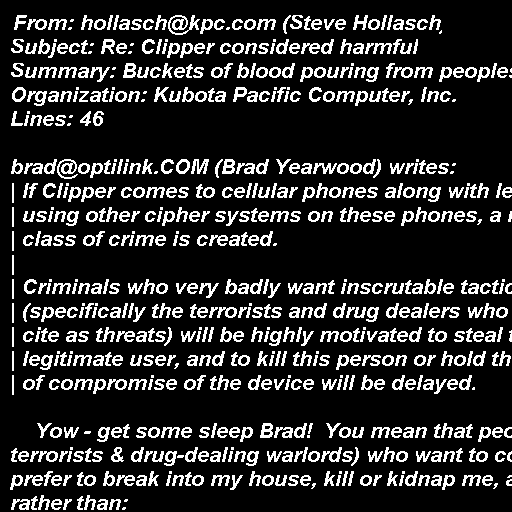 From: hollasch@kpc.com (Steve Hollasch)
Subject: Re: Clipper considered harmful
Summary: Buckets of blood pouring from peoples
Organization: Kubota Pacific Computer, Inc.
Lines: 46

brad@optilink.COM (Brad Yearwood) writes:
| If Clipper comes to cellular phones along with le
| using other cipher systems on these phones, a
| class of crime is created.
|
| Criminals who very badly want inscrutable tactic
| (specifically the terrorists and drug dealers who
| cite as threats) will be highly motivated to steal
| legitimate user, and to kill this person or hold th
| of compromise of the device will be delayed.

Yow - get some sleep Brad!  You mean that peo
terrorists & drug-dealing warlords) who want to co
prefer to break into my house, kill or kidnap me, a
rather than: